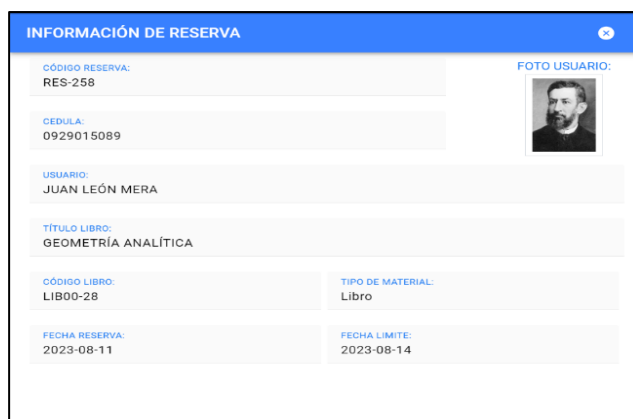 INFORMACIÓN DE RESERVA
CÓDIGO RESERVA:
RES-258
FOTO USUARIO:
CEDULA:
0929015089
USUARIO:
JUAN LEÓN MERA
TÍTULO LIBRO:
GEOMETRÍA ANALÍTICA
CÓDIGO LIBRO:
LIB00-28
TIPO DE MATERIAL:
Libro
FECHA RESERVA:
2023-08-11
FECHA LIMITE:
2023-08-14